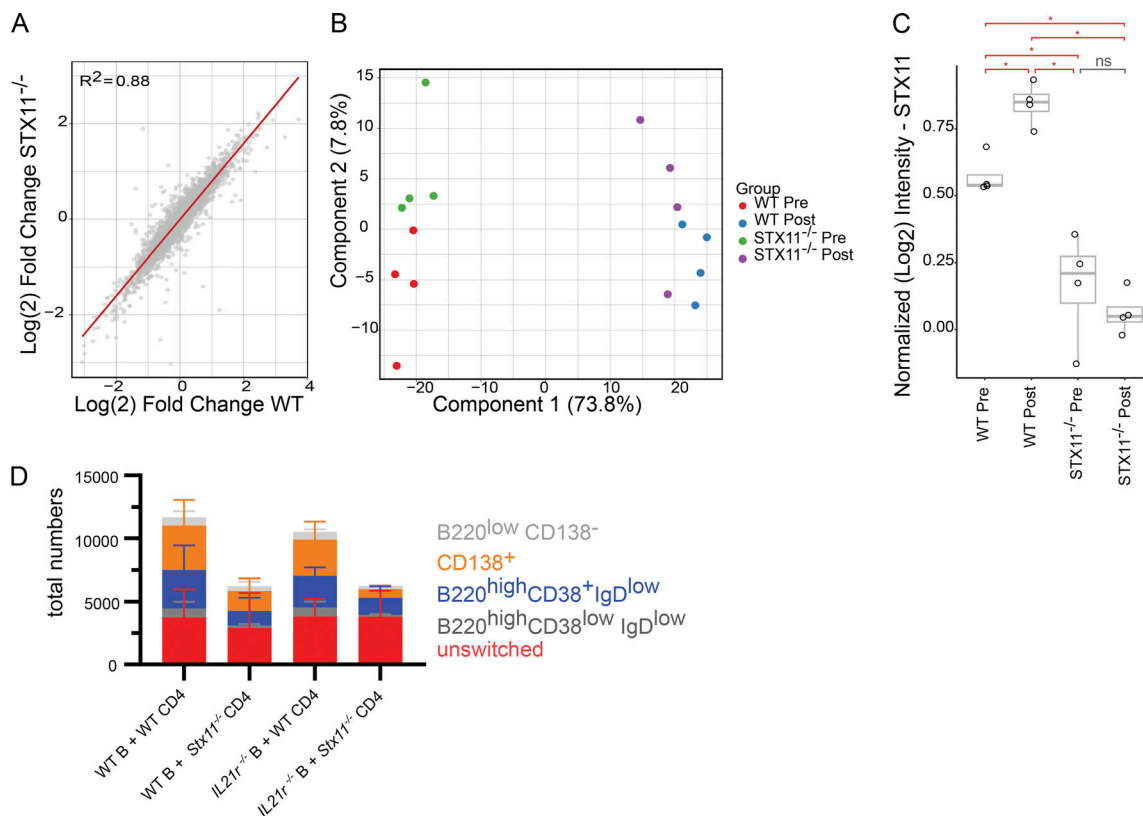 A
R²=0.88
Log(2) Fold Change STX11⁻/⁻
2
0
−2
−2 0 2 4
Log(2) Fold Change WT
B
Component 2 (7.8%)
15
10
5
0
−5
−10
−20 −10 0 10 20
Component 1 (73.8%)
Group
WT Pre
WT Post
STX11⁻/⁻ Pre
STX11⁻/⁻ Post
C
Normalized (Log2) Intensity - STX11
*
*
*
* * ns
0.75
0.50
0.25
0.00
WT Pre
WT Post
STX11⁻/⁻ Pre
STX11⁻/⁻ Post
D
total numbers
15000
10000
5000
0
WT B + WT CD4
WT B + Stx11⁻/⁻ CD4
IL21r⁻/⁻ B + WT CD4
IL21r⁻/⁻ B + Stx11⁻/⁻ CD4
B220low CD138⁻
CD138⁺
B220highCD38⁺IgDlow
B220highCD38low IgDlow
unswitched